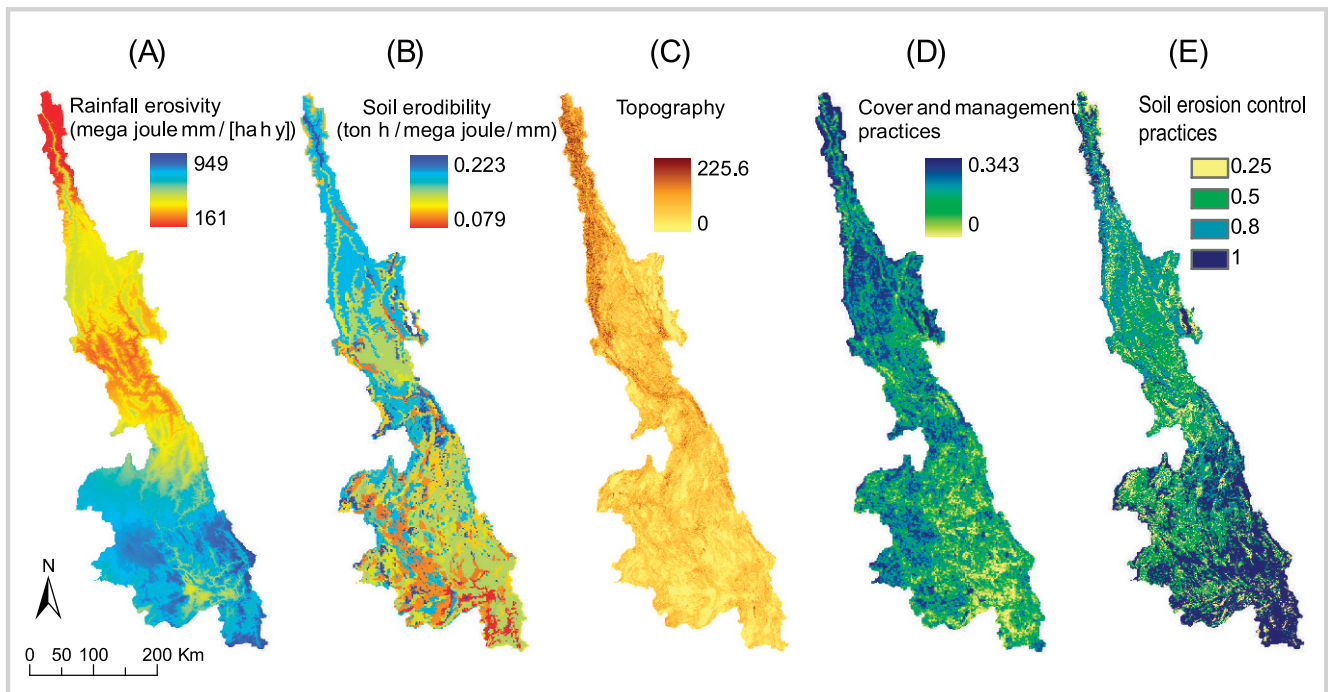 (A)
Rainfall erosivity
(mega joule mm / [ha h y])
949
161
(B)
Soil erodibility
(ton h / mega joule / mm)
0.223
0.079
(C)
Topography
225.6
0
(D)
Cover and management
practices
0.343
0
(E)
Soil erosion control
practices
0.25
0.5
0.8
1
N
0 50 100 200 Km